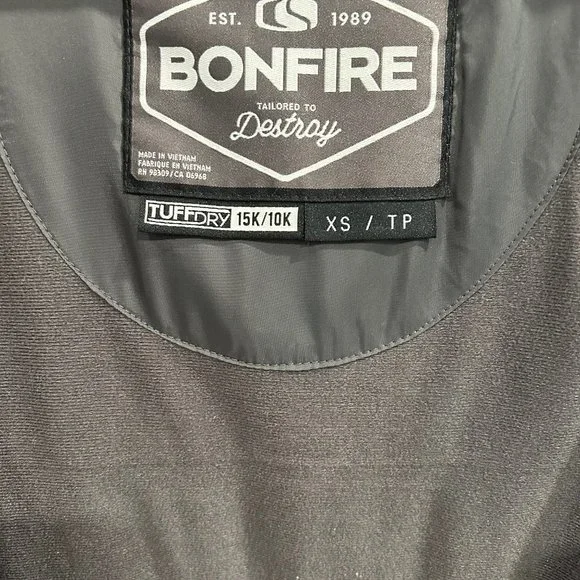 EST. 1989
BONFIRE
TAILORED TO
Destroy
MADE IN VIETNAM
FABRIQUE EN VIETNAM
RN 98309/CA 06968
TUFFDRY 15K/10K
XS / TP